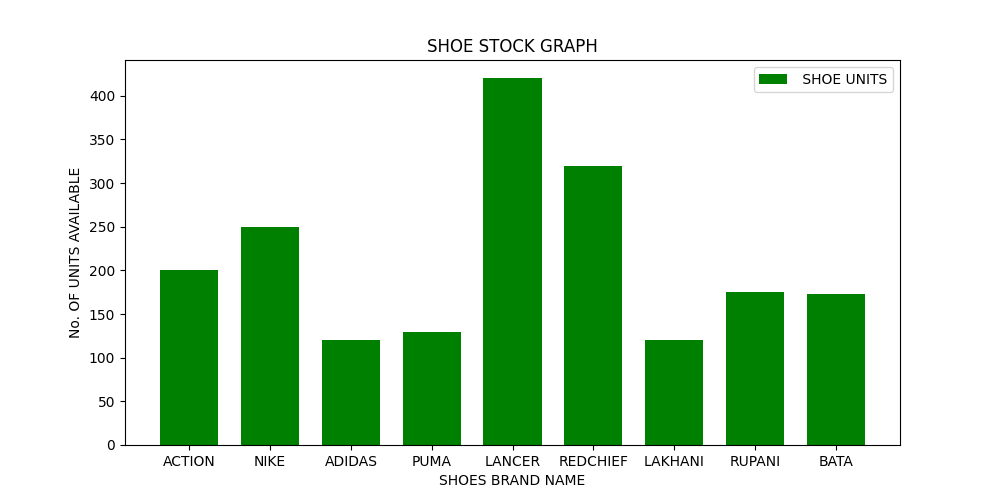 SHOE STOCK GRAPH
SHOE UNITS
No. OF UNITS AVAILABLE
400
350
300
250
200
150
100
50
0
ACTION NIKE ADIDAS PUMA LANCER REDCHIEF LAKHANI RUPANI BATA
SHOES BRAND NAME